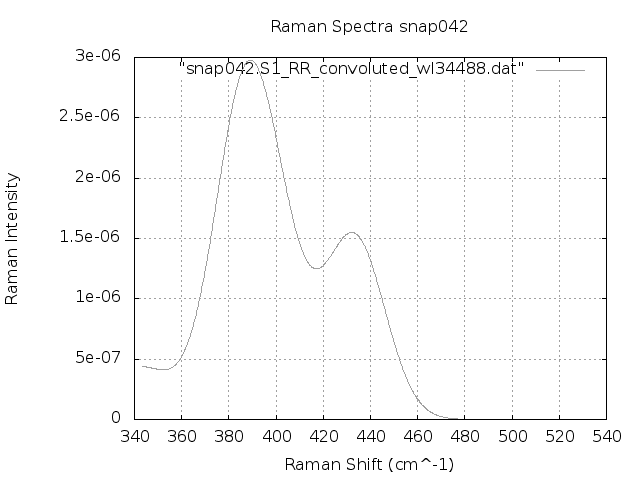 Raman Spectra snap042
"snap042.S1_RR_convoluted_wl34488.dat"
3e-06
2.5e-06
2e-06
1.5e-06
1e-06
5e-07
0
Raman Intensity
340 360 380 400 420 440 460 480 500 520 540
Raman Shift (cm^-1)